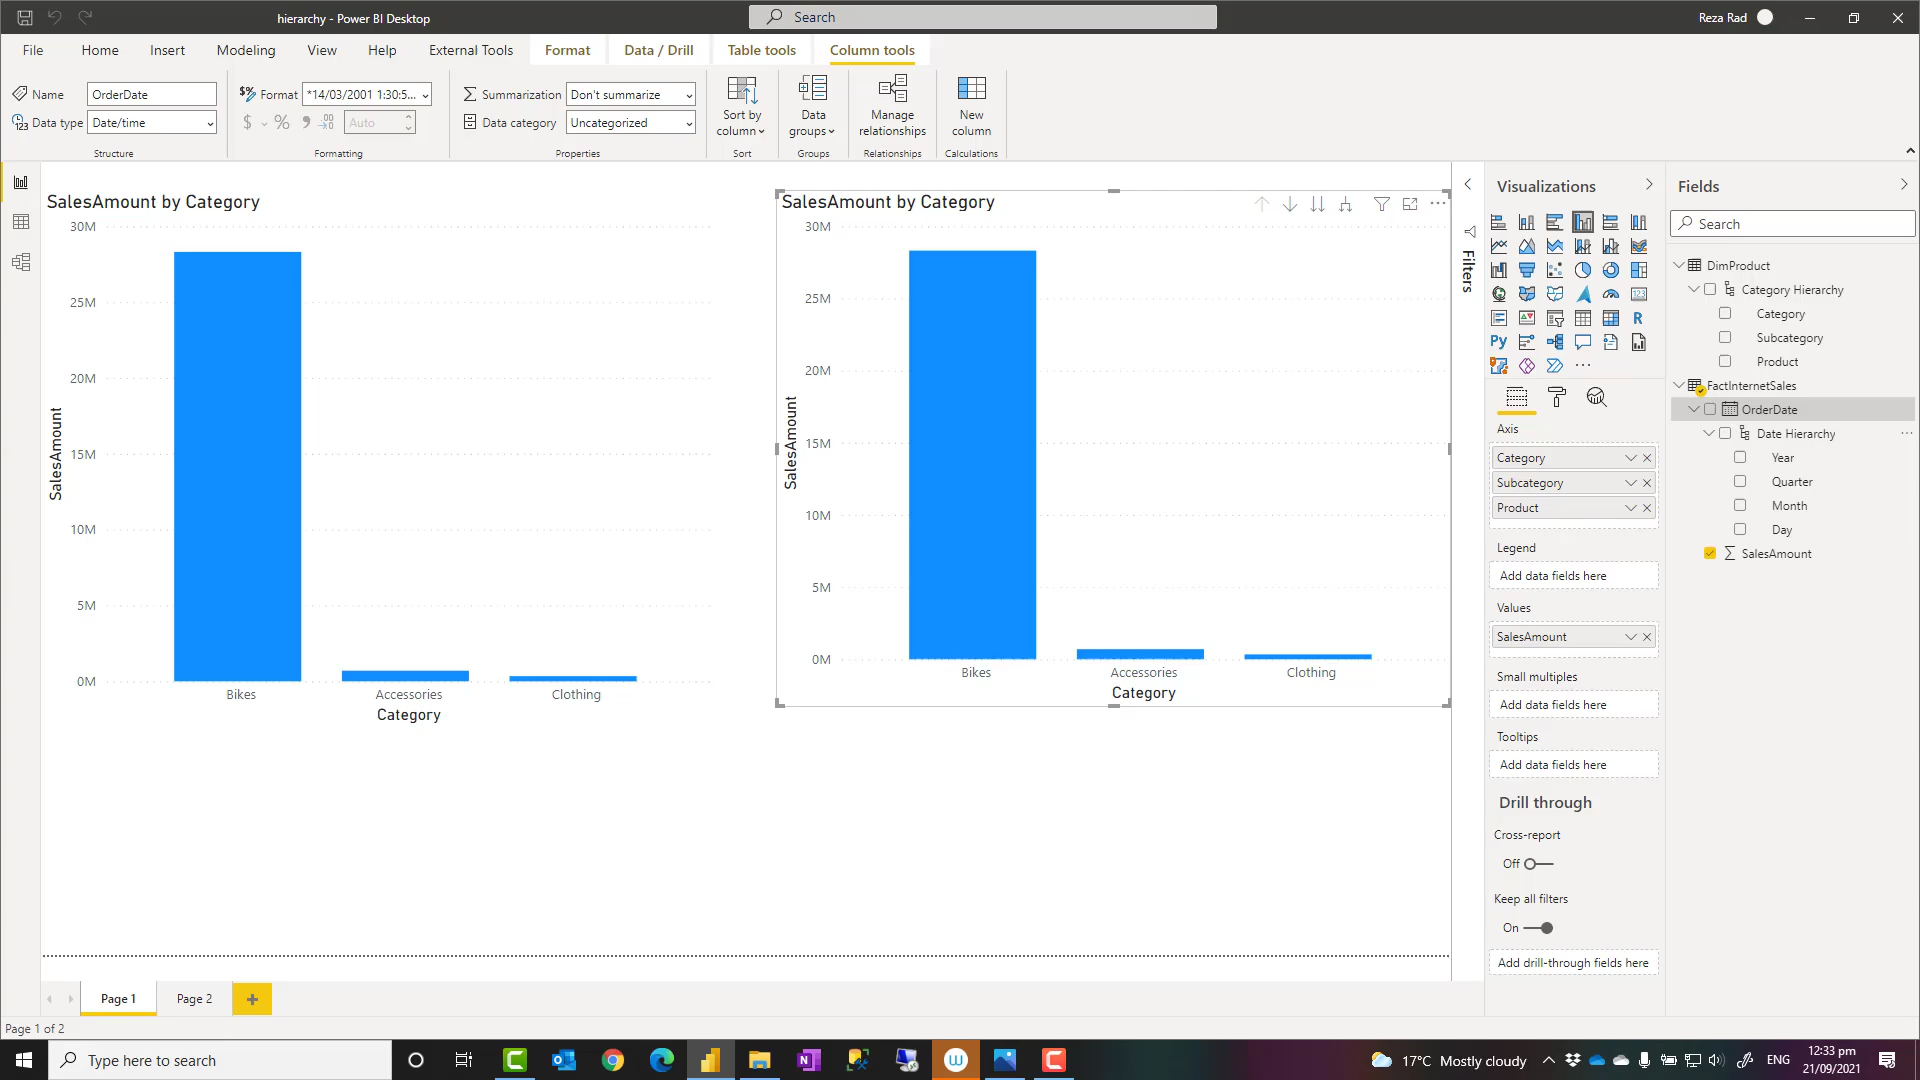 hierarchy - Power BI Desktop
Search
Reza Rad
File Home Insert Modeling View Help External Tools Format Data / Drill Table tools Column tools
Name OrderDate
Data type Date/time
Structure
$% Format *14/03/2001 1:30:5...
$ % Auto
Formatting
Summarization Don't summarize
Data category Uncategorized
Properties
Sort by column
Sort
Data groups
Groups
Manage relationships
Relationships
New column
Calculations
SalesAmount by Category
30M
25M
20M
15M
10M
5M
0M
SalesAmount
Bikes Accessories Clothing
Category
SalesAmount by Category
30M
25M
20M
15M
10M
5M
0M
SalesAmount
Bikes Accessories Clothing
Category
Filters
Visualizations
123
R
Py
Axis
Category
Subcategory
Product
Legend
Add data fields here
Values
SalesAmount
Small multiples
Add data fields here
Tooltips
Add data fields here
Drill through
Cross-report
Off
Keep all filters
On
Add drill-through fields here
Fields
Search
DimProduct
Category Hierarchy
Category
Subcategory
Product
FactInternetSales
OrderDate
Date Hierarchy
Year
Quarter
Month
Day
SalesAmount
Page 1 Page 2
Page 1 of 2
Type here to search
17°C Mostly cloudy
ENG
12:33 pm
21/09/2021